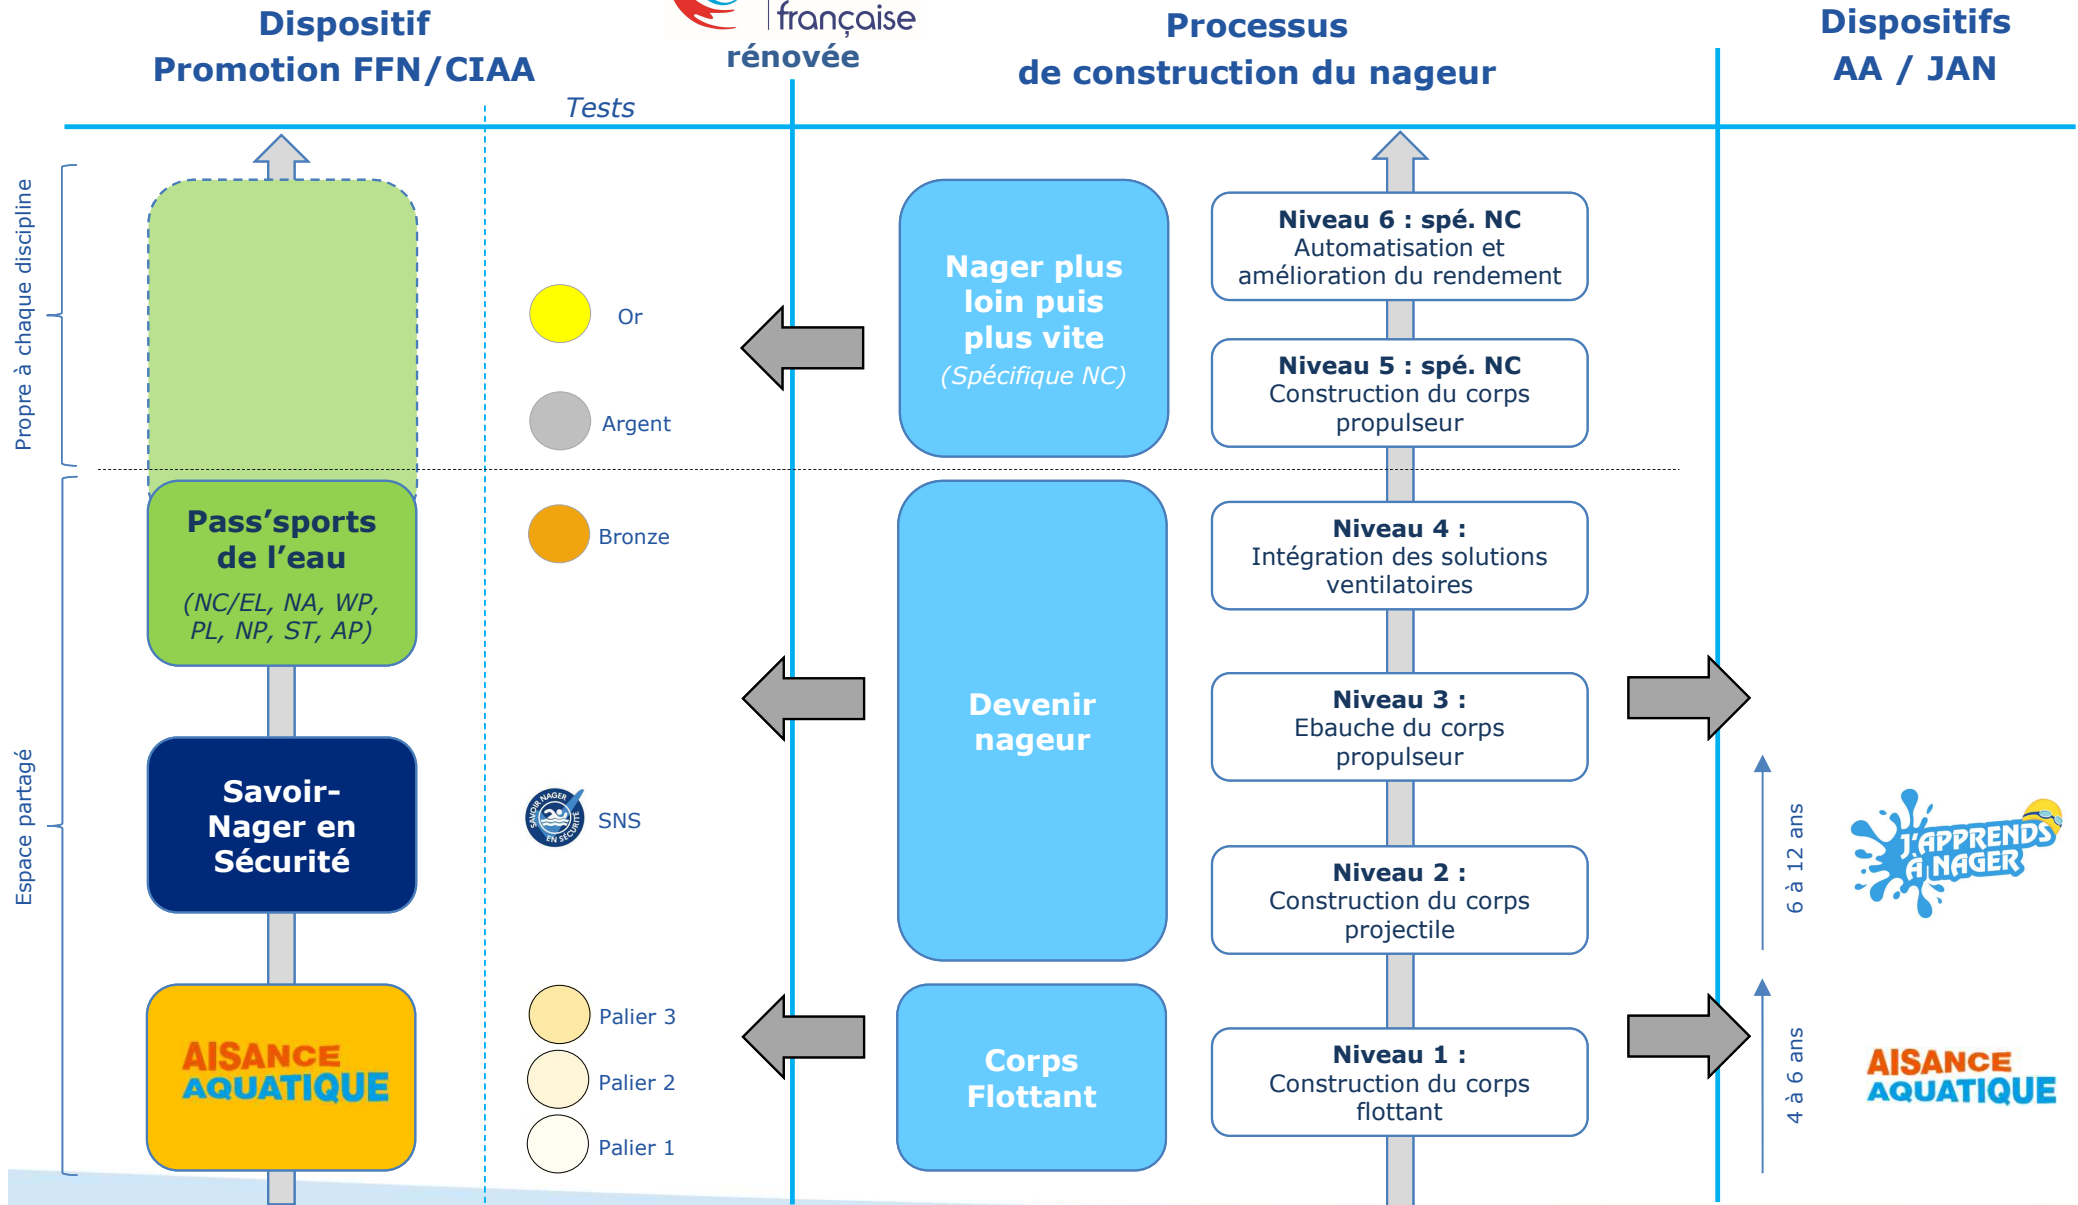 Dispositif
Promotion FFN/CIAA
française
rénovée
Processus
de construction du nageur
Dispositifs
AA / JAN
Tests
Propre à chaque discipline
Espace partagé
Pass’sports
de l’eau
(NC/EL, NA, WP,
PL, NP, ST, AP)
Savoir-
Nager en
Sécurité
AISANCE
AQUATIQUE
Or
Argent
Bronze
SAVOIR NAGER
EN SÉCURITÉ
SNS
Palier 3
Palier 2
Palier 1
Nager plus
loin puis
plus vite
(Spécifique NC)
Devenir
nageur
Corps
Flottant
Niveau 6 : spé. NC
Automatisation et
amélioration du rendement
Niveau 5 : spé. NC
Construction du corps
propulseur
Niveau 4 :
Intégration des solutions
ventilatoires
Niveau 3 :
Ebauche du corps
propulseur
Niveau 2 :
Construction du corps
projectile
Niveau 1 :
Construction du corps
flottant
6 à 12 ans
J'APPRENDS
À NAGER
4 à 6 ans
AISANCE
AQUATIQUE